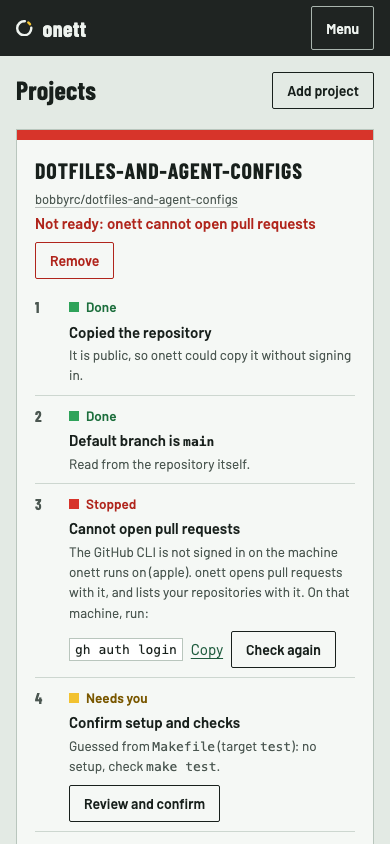 onett
Menu
Projects
Add project
DOTFILES-AND-AGENT-CONFIGS
bobbyrc/dotfiles-and-agent-configs
Not ready: onett cannot open pull requests
Remove
1
Done
Copied the repository
It is public, so onett could copy it without signing
in.
2
Done
Default branch is main
Read from the repository itself.
3
Stopped
Cannot open pull requests
The GitHub CLI is not signed in on the machine
onett runs on (apple). onett opens pull requests
with it, and lists your repositories with it. On that
machine, run:
gh auth login
Copy
Check again
4
Needs you
Confirm setup and checks
Guessed from Makefile (target test): no
setup, check make test.
Review and confirm